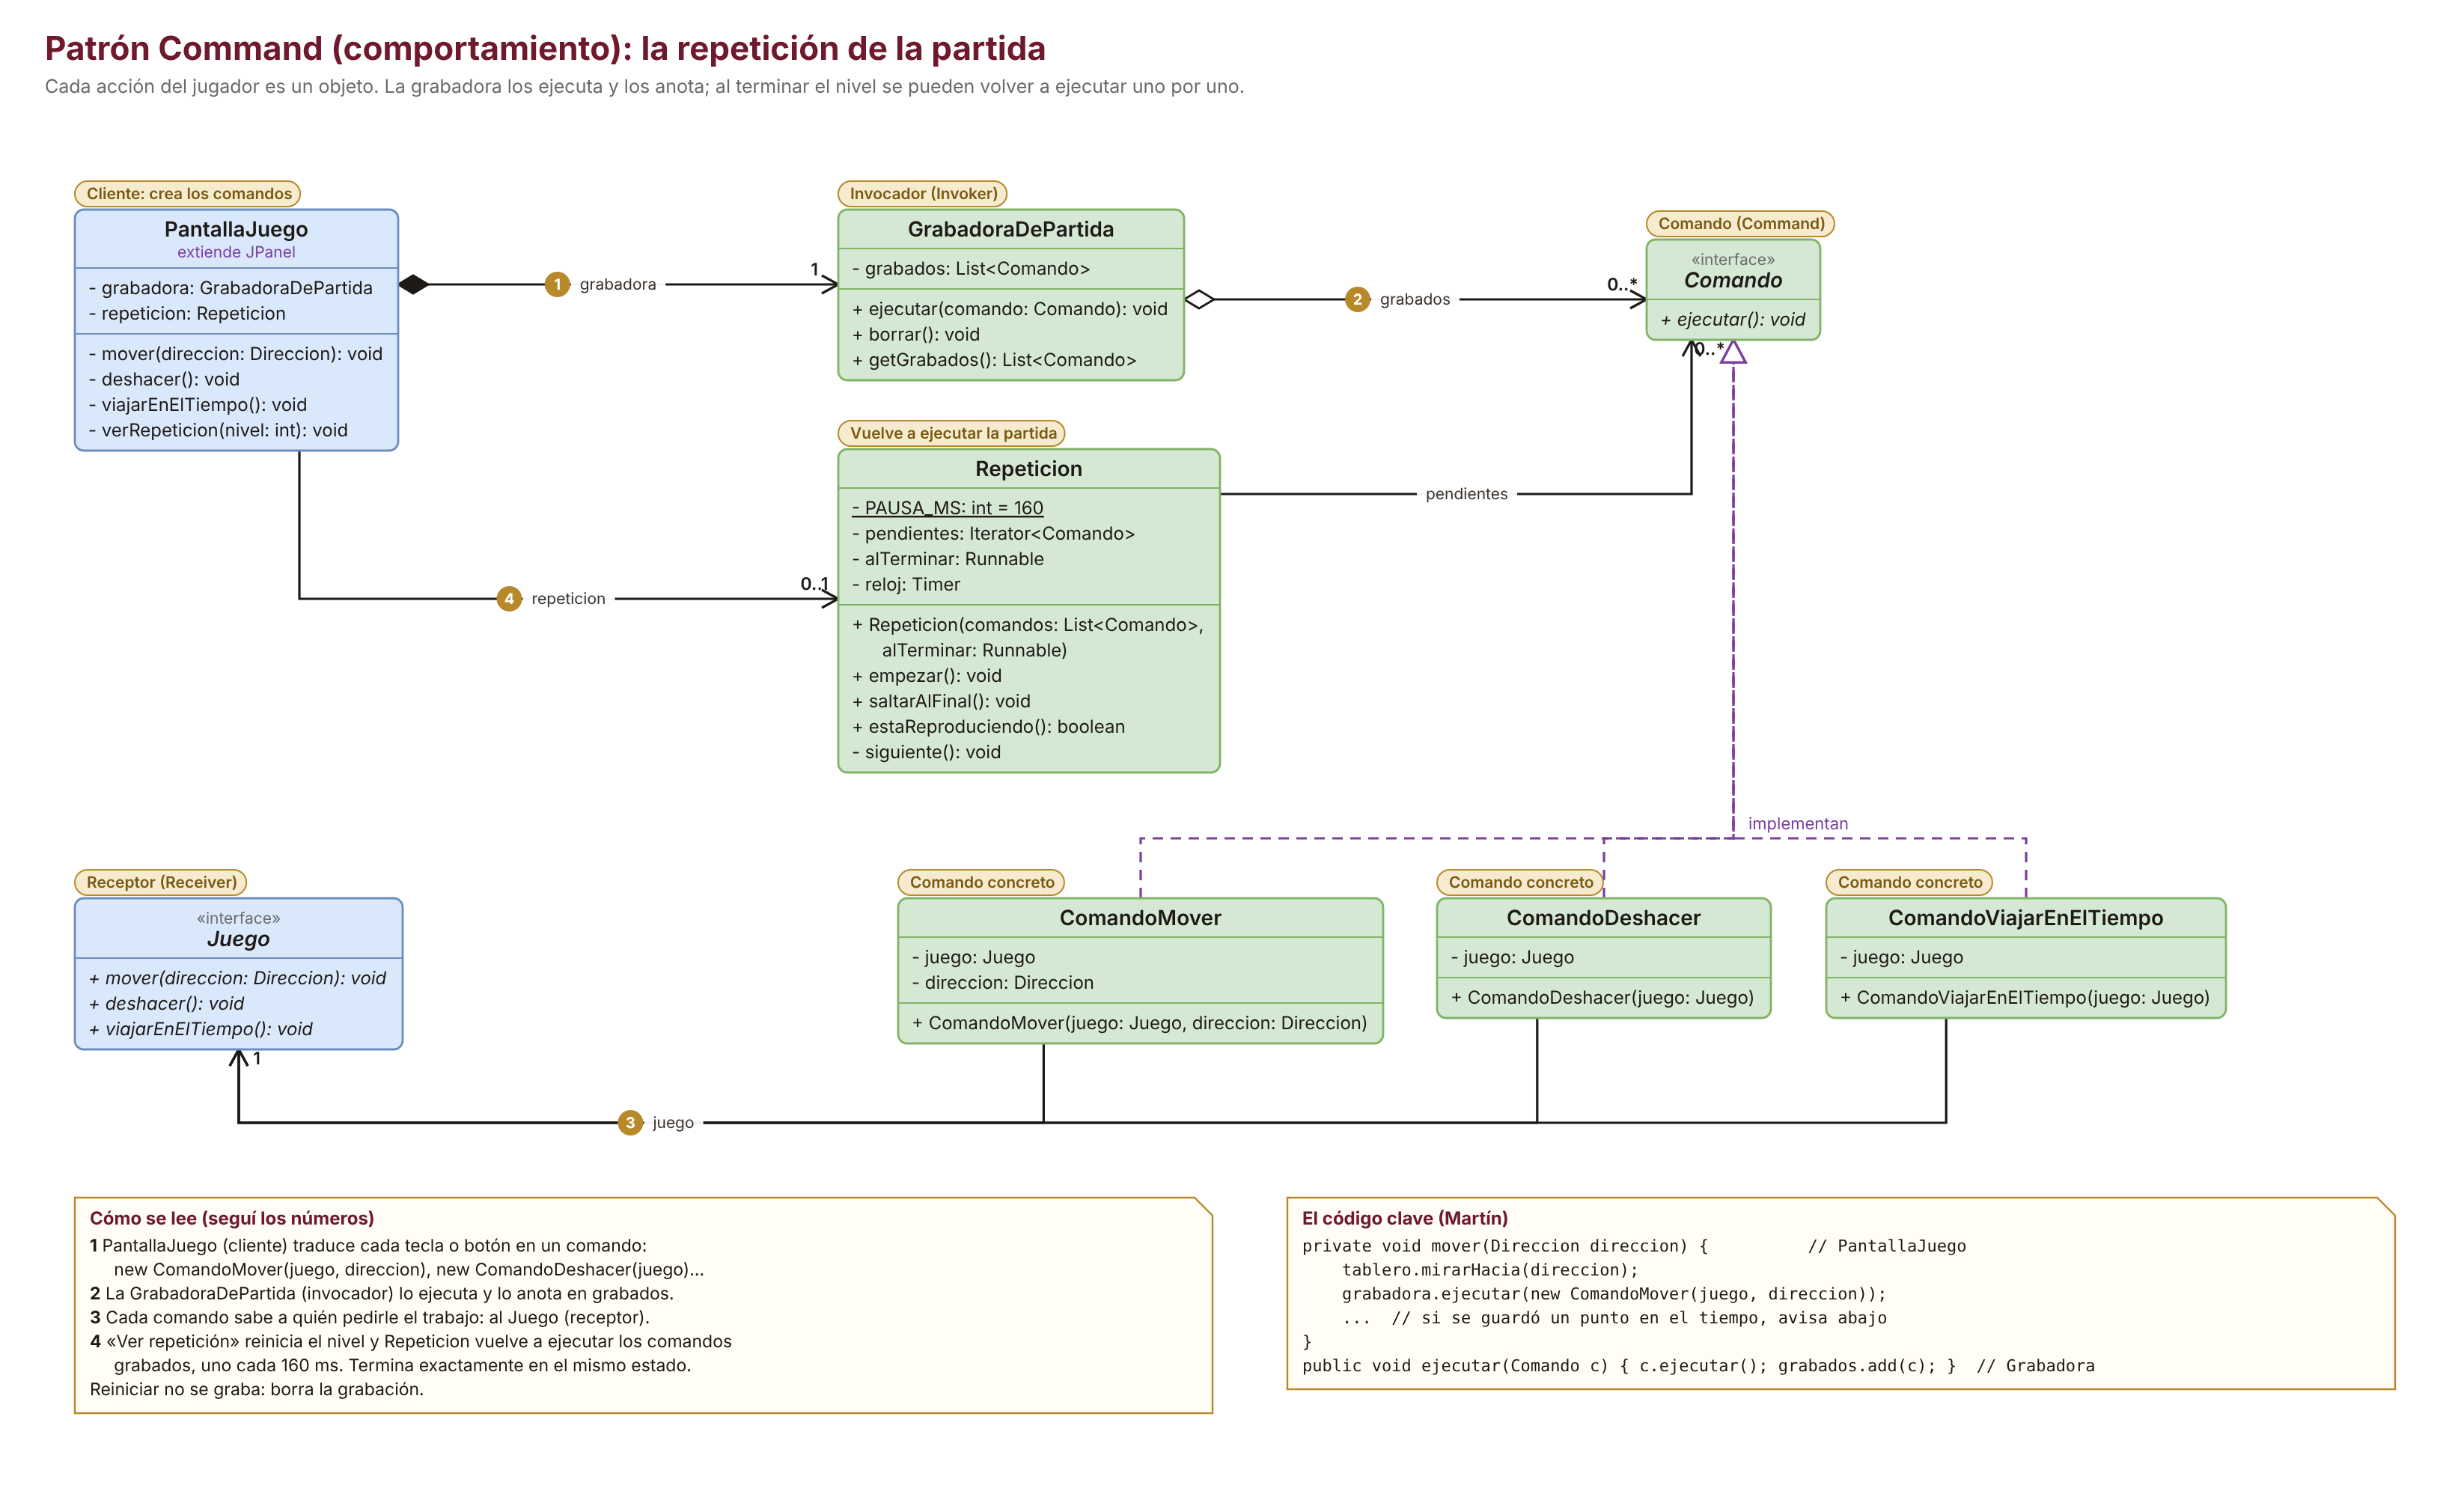 Patrón Command (comportamiento): la repetición de la partida
Cada acción del jugador es un objeto. La grabadora los ejecuta y los anota; al terminar el nivel se pueden volver a ejecutar uno por uno.
Cliente: crea los comandos
PantallaJuego
extiende JPanel
- grabadora: GrabadoraDePartida
- repeticion: Repeticion
- mover(direccion: Direccion): void
- deshacer(): void
- viajarEnElTiempo(): void
- verRepeticion(nivel: int): void
1 grabadora
1
Invocador (Invoker)
GrabadoraDePartida
- grabados: List<Comando>
+ ejecutar(comando: Comando): void
+ borrar(): void
+ getGrabados(): List<Comando>
2 grabados
0..*
Comando (Command)
«interface»
Comando
+ ejecutar(): void
0..*
Vuelve a ejecutar la partida
Repeticion
- PAUSA_MS: int = 160
- pendientes: Iterator<Comando>
- alTerminar: Runnable
- reloj: Timer
+ Repeticion(comandos: List<Comando>,
alTerminar: Runnable)
+ empezar(): void
+ saltarAlFinal(): void
+ estaReproduciendo(): boolean
- siguiente(): void
pendientes
4 repeticion
0..1
implementan
Receptor (Receiver)
«interface»
Juego
+ mover(direccion: Direccion): void
+ deshacer(): void
+ viajarEnElTiempo(): void
1
Comando concreto
ComandoMover
- juego: Juego
- direccion: Direccion
+ ComandoMover(juego: Juego, direccion: Direccion)
Comando concreto
ComandoDeshacer
- juego: Juego
+ ComandoDeshacer(juego: Juego)
Comando concreto
ComandoViajarEnElTiempo
- juego: Juego
+ ComandoViajarEnElTiempo(juego: Juego)
3 juego
Cómo se lee (seguí los números)
1 PantallaJuego (cliente) traduce cada tecla o botón en un comando:
new ComandoMover(juego, direccion), new ComandoDeshacer(juego)...
2 La GrabadoraDePartida (invocador) lo ejecuta y lo anota en grabados.
3 Cada comando sabe a quién pedirle el trabajo: al Juego (receptor).
4 «Ver repetición» reinicia el nivel y Repeticion vuelve a ejecutar los comandos
grabados, uno cada 160 ms. Termina exactamente en el mismo estado.
Reiniciar no se graba: borra la grabación.
El código clave (Martín)
private void mover(Direccion direccion) {          // PantallaJuego
    tablero.mirarHacia(direccion);
    grabadora.ejecutar(new ComandoMover(juego, direccion));
    ...  // si se guardó un punto en el tiempo, avisa abajo
}
public void ejecutar(Comando c) { c.ejecutar(); grabados.add(c); }  // Grabadora